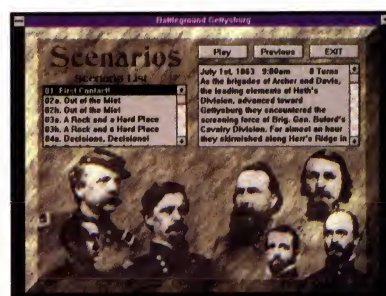 Battleground Gettysburg
Scenarios
Scenario List
01. First Contact!
02a. Out of the Mist
02b. Out of the Mist
03a. A Rock and a Hard Place
03b. A Rock and a Hard Place
04a. Decisions, Decisions!
Play Previous EXIT
July 1st, 1863 9:00am 8 Turns
As the brigades of Archer and Davis,
the leading elements of Heth's
Division, advanced toward
Gettysburg they encountered the
screening force of Brig. Gen. Buford's
Cavalry Division. For almost an hour
they skirmished along Herr's Ridge in